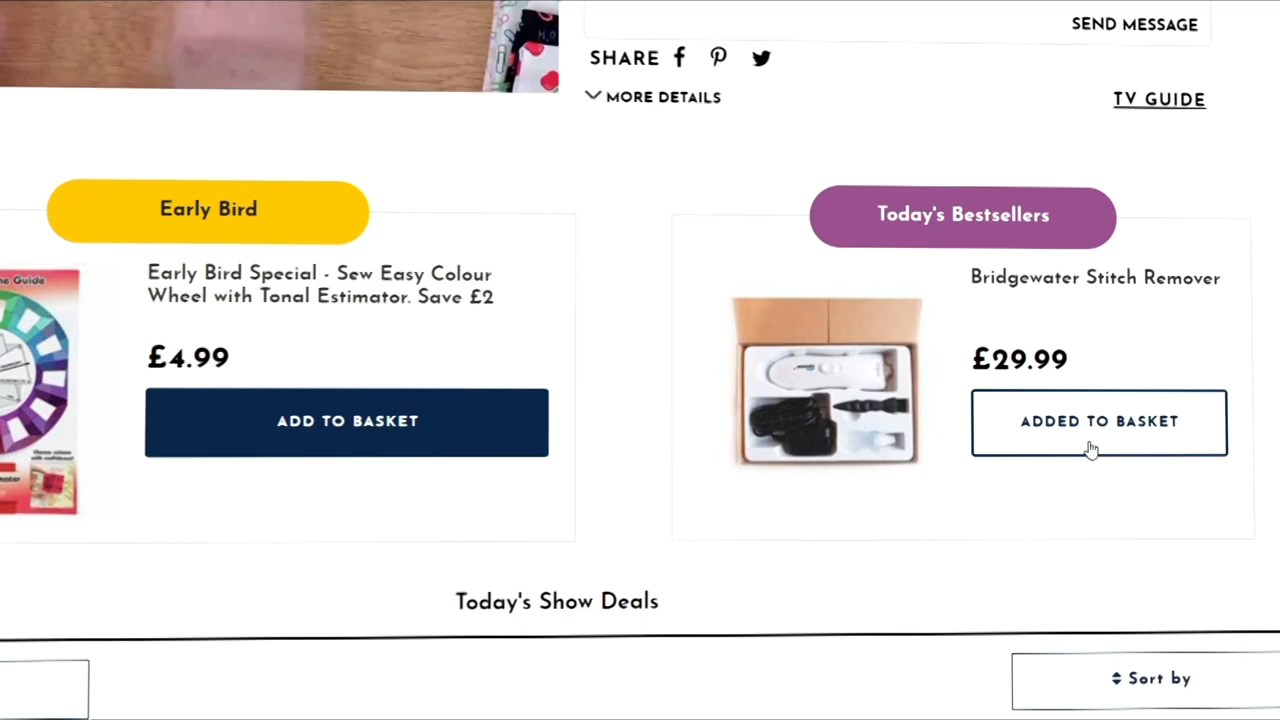 SEND MESSAGE
SHARE
MORE DETAILS
TV GUIDE
Early Bird
Early Bird Special - Sew Easy Colour
Wheel with Tonal Estimator. Save £2
£4.99
ADD TO BASKET
Today's Bestsellers
Bridgewater Stitch Remover
£29.99
ADDED TO BASKET
Today's Show Deals
Sort by